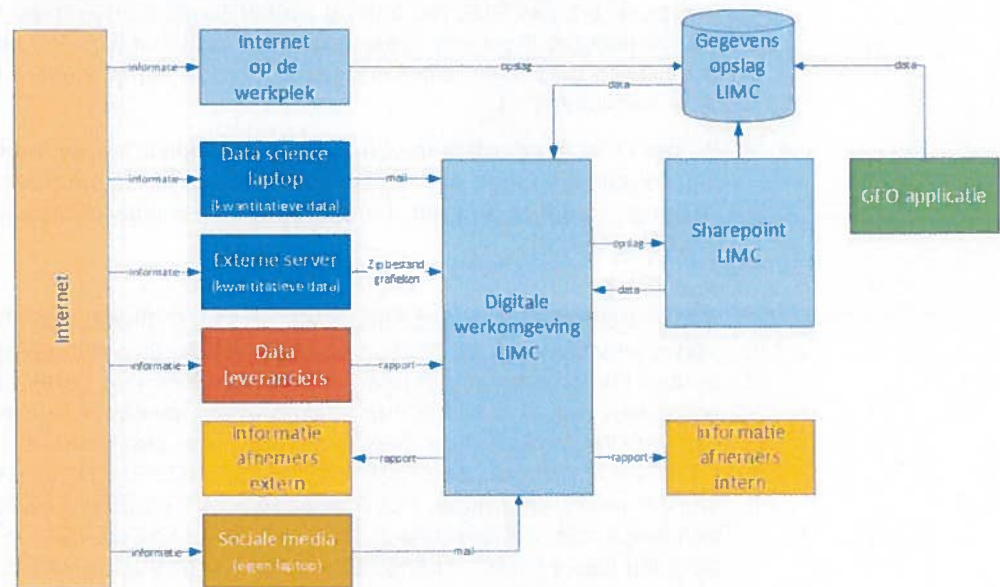 Internet
informatie
Internet
op de
werkplek
opslag
Gegevens
opslag
LIMC
data
data
informatie
Data science
laptop
(kwantitatieve data)
mail
GEO applicatie
informatie
Externe server
(kwantitatieve data)
Zip bestand
grafieken
Digitale
werkomgeving
LIMC
opslag
data
Sharepoint
LIMC
informatie
Data
leveranciers
rapport
Informatie
afnemers
extern
rapport
rapport
Informatie
afnemers
intern
informatie
Sociale media
(eigen laptop)
mail